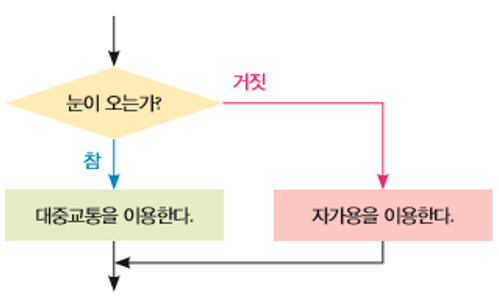 눈이 오는가?
거짓
참
대중교통을 이용한다.
자가용을 이용한다.